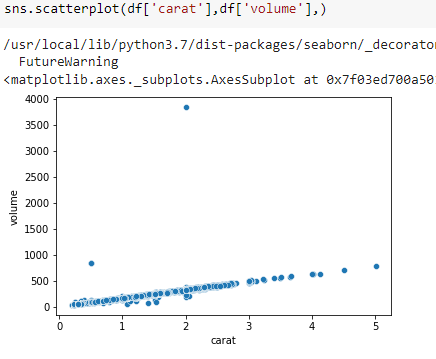 sns.scatterplot(df['carat'],df['volume'],)
/usr/local/lib/python3.7/dist-packages/seaborn/_decorator
FutureWarning
<matplotlib.axes._subplots.AxesSubplot at 0x7f03ed700a50
4000
3500
3000
2500
2000
1500
1000
500
0
volume
0 1 2 3 4 5
carat